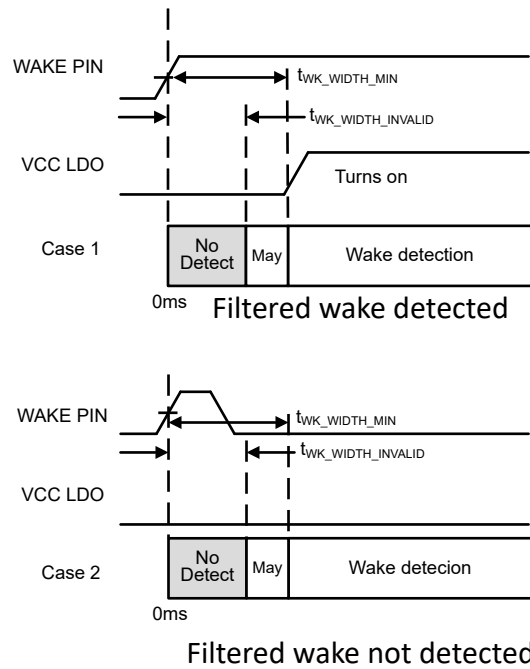 WAKE PIN
tWK_WIDTH_MIN
tWK_WIDTH_INVALID
VCC LDO
Turns on
Case 1
No
Detect
May
Wake detection
0ms
Filtered wake detected
WAKE PIN
tWK_WIDTH_MIN
tWK_WIDTH_INVALID
VCC LDO
Case 2
No
Detect
May
Wake detecion
0ms
Filtered wake not detected